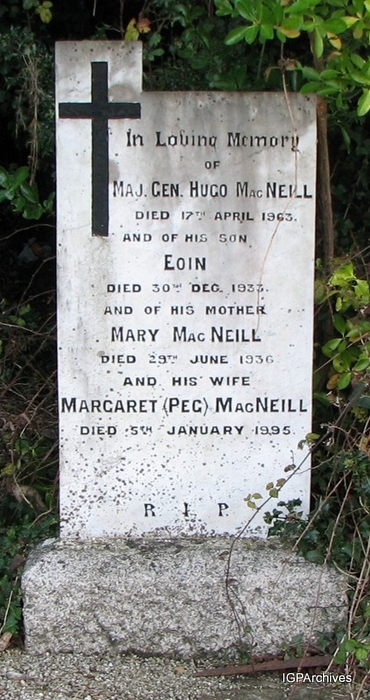 In Loving Memory
OF
MAJ. GEN. HUGO MACNEILL
DIED 17TH APRIL 1963.
AND OF HIS SON
EOIN
DIED 30TH DEC. 1933.
AND OF HIS MOTHER
MARY MACNEILL
DIED 29TH JUNE 1936
AND HIS WIFE
MARGARET (PEG) MACNEILL
DIED 5TH JANUARY 1995.
R I P
IGPArchives